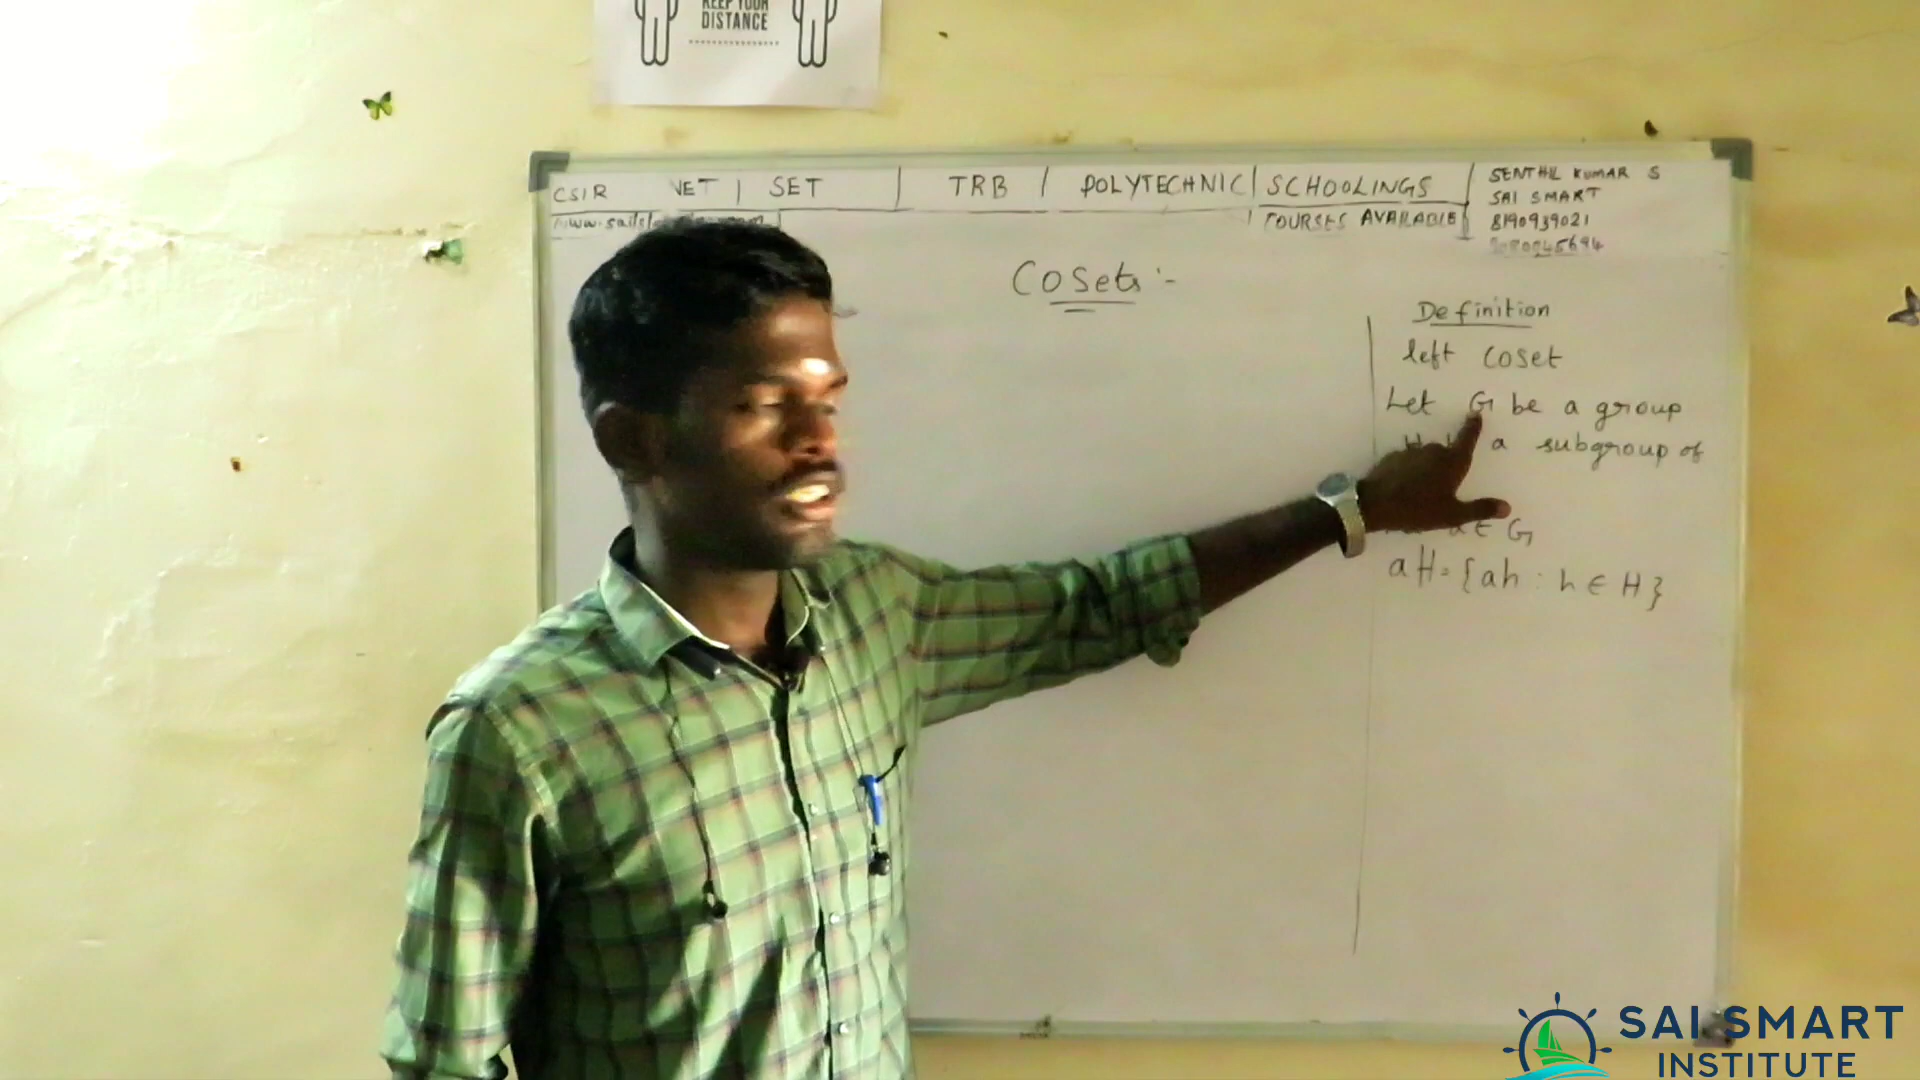 KEEP YOUR
DISTANCE
CSIR NET | SET | TRB | POLYTECHNIC | SCHOOLINGS
COURSES AVAILABLE
SENTHIL KUMAR S
SAI SMART
8190939021
Cosets :-
Definition
left coset
Let G be a group
H a subgroup of
a ∈ G
aH = {ah : h ∈ H}
SAI SMART
INSTITUTE